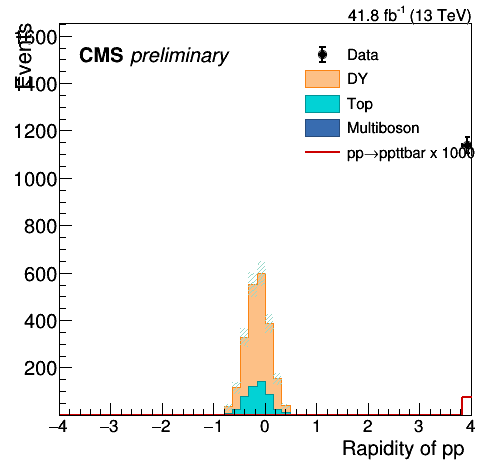 41.8 fb-1 (13 TeV)
Events
CMS preliminary
Data
DY
Top
Multiboson
pp→ppttbar x 1000
1600
1400
1200
1000
800
600
400
200
−4 −3 −2 −1 0 1 2 3 4
Rapidity of pp